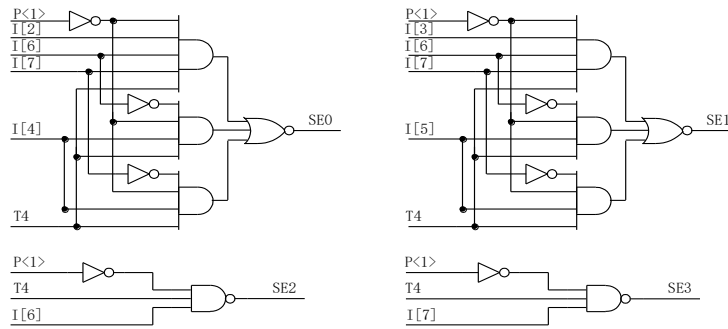 P<1>
I[2]
I[6]
I[7]
I[4]
T4
SE0
P<1>
I[3]
I[6]
I[7]
I[5]
T4
SE1
P<1>
T4
I[6]
SE2
P<1>
T4
I[7]
SE3